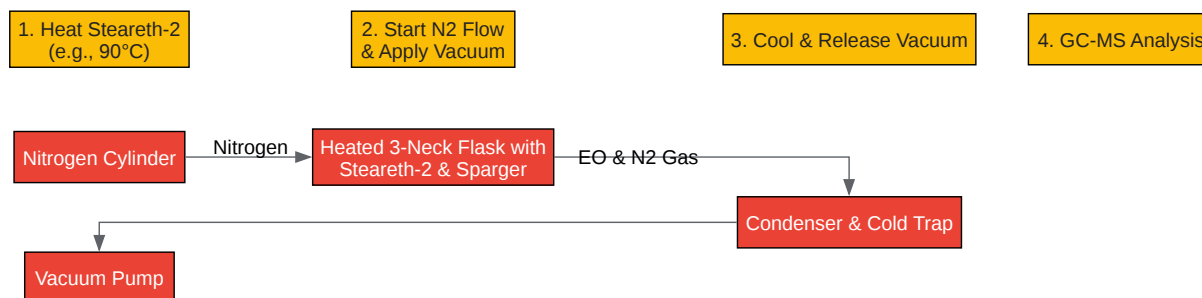 1. Heat Steareth-2
(e.g., 90°C)
2. Start N2 Flow
& Apply Vacuum
3. Cool & Release Vacuum
4. GC-MS Analysis
Nitrogen Cylinder
Nitrogen
Heated 3-Neck Flask with
Steareth-2 & Sparger
EO & N2 Gas
Condenser & Cold Trap
Vacuum Pump